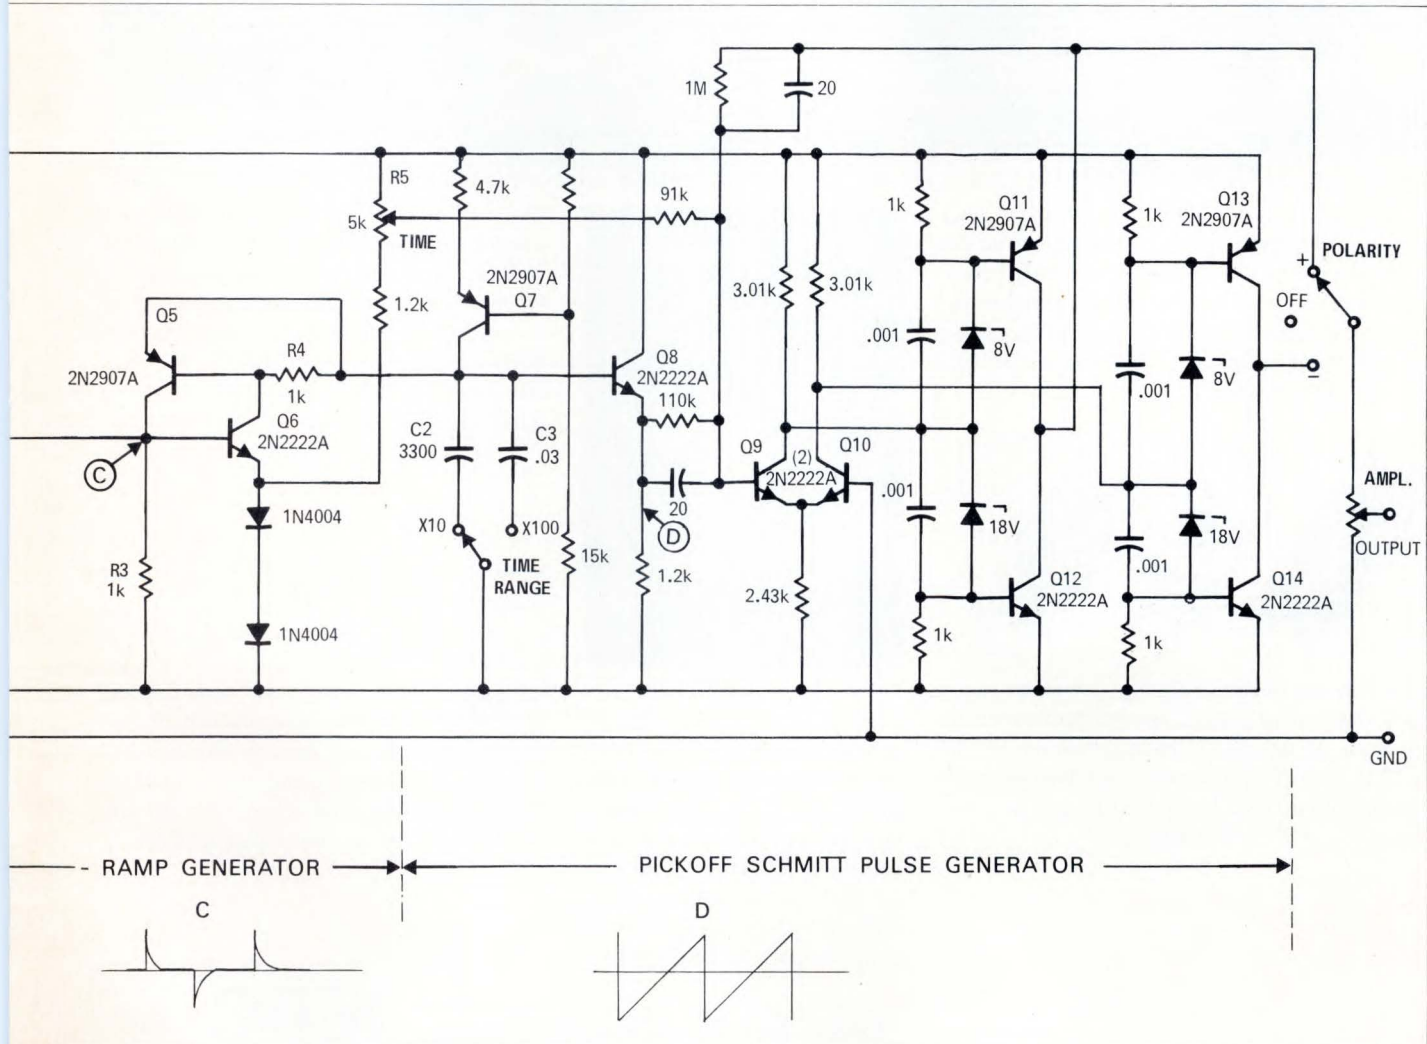 1M
20
R5
5k
TIME
4.7k
91k
1k
Q11
2N2907A
1k
Q13
2N2907A
+
POLARITY
OFF
–
2N2907A
Q7
1.2k
3.01k
3.01k
Q5
2N2907A
R4
1k
.001
8V
.001
8V
Q8
2N2222A
110k
Q6
2N2222A
C2
3300
C3
.03
Q9
(2)
2N2222A
Q10
C
20
D
AMPL.
OUTPUT
1N4004
X10
X100
TIME
RANGE
15k
.001
18V
.001
18V
R3
1k
1.2k
2.43k
Q12
2N2222A
Q14
2N2222A
1N4004
1k
1k
GND
- RAMP GENERATOR
PICKOFF SCHMITT PULSE GENERATOR
C
D